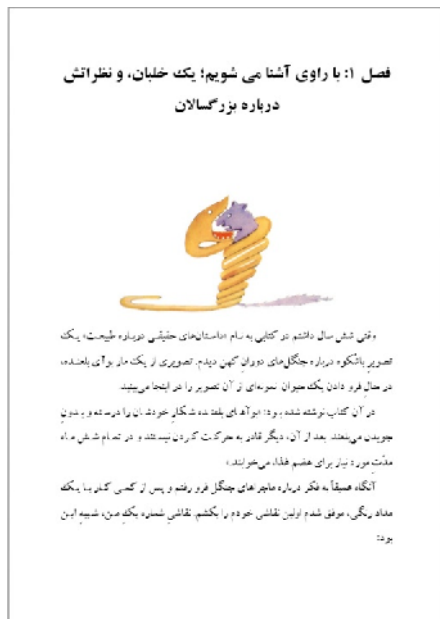 فصل ۱: با راوی آشنا می شویم؛ یک خلبان، و نظراتش
درباره بزرگسالان
وقتی شش سال داشتم در کتابی به نام «داستان‌های حقیقی درباره طبیعت» یک
تصویر باشکوه درباره جنگل‌های دوران کهن دیدم. تصویری از یک مار بوآی بلعنده،
در حال فرو دادن یک حیوان. نمونه‌ای از آن تصویر را در اینجا می‌بینید.
در آن کتاب نوشته شده بود: «بوآهای بلعنده شکار خودشان را درسته و بدون
جویدن می‌بلعند. بعد از آن، دیگر قادر به حرکت کردن نیستند و در تمام شش ماه
مدّت مورد نیاز برای هضم غذا، می‌خوابند.»
آنگاه عمیقاً به فکر درباره ماجراهای جنگل فرو رفتم و پس از کمی کار با یک
مداد رنگی، موفق شدم اولین نقاشی خودم را بکشم. نقاشی شماره یک من، شبیه این
بود: